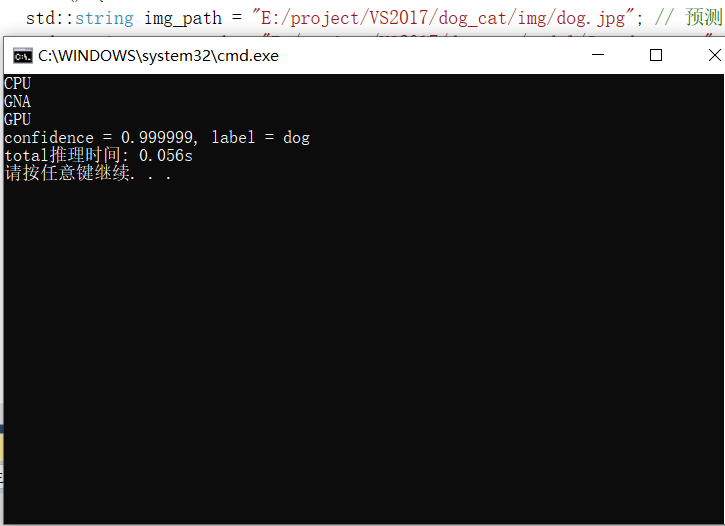 std::string img_path = "E:/project/VS2017/dog_cat/img/dog.jpg"; // 预测
C:\WINDOWS\system32\cmd.exe
CPU
GNA
GPU
confidence = 0.999999, label = dog
total推理时间: 0.056s
请按任意键继续. . .